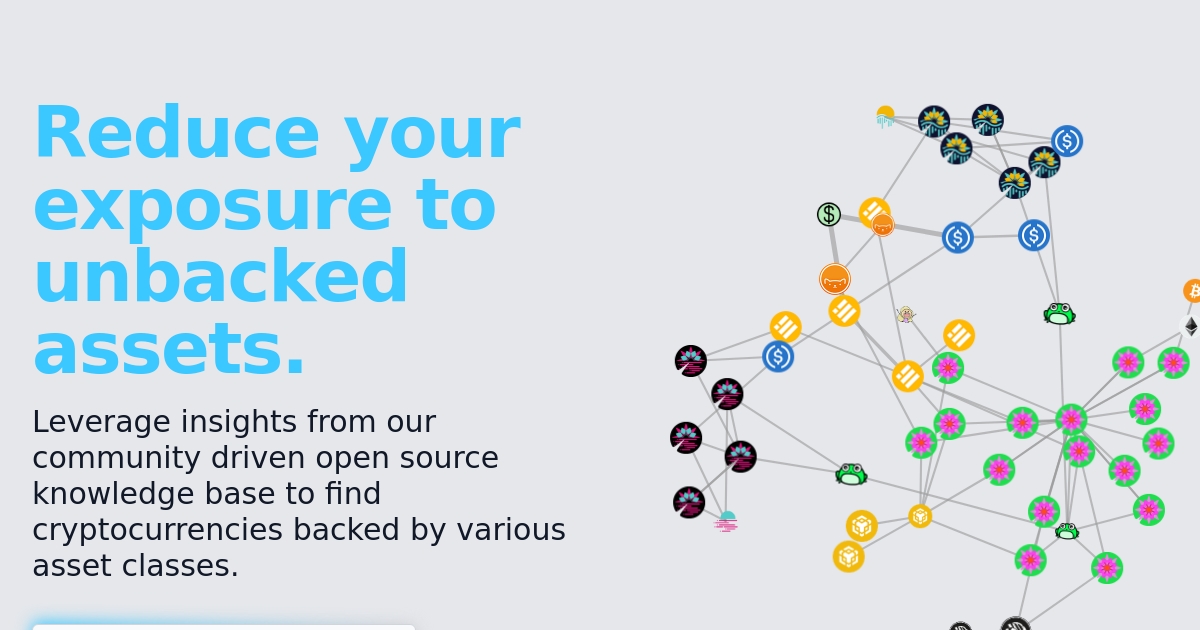 Reduce your
exposure to
unbacked
assets.
Leverage insights from our
community driven open source
knowledge base to find
cryptocurrencies backed by various
asset classes.